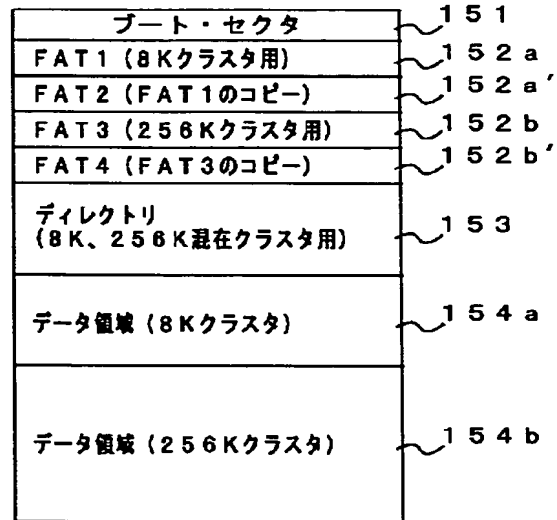 ブート・セクタ 151
FAT1(8Kクラスタ用) 152a
FAT2(FAT1のコピー) 152a'
FAT3(256Kクラスタ用) 152b
FAT4(FAT3のコピー) 152b'
ディレクトリ
(8K、256K混在クラスタ用) 153
データ領域(8Kクラスタ) 154a
データ領域(256Kクラスタ) 154b